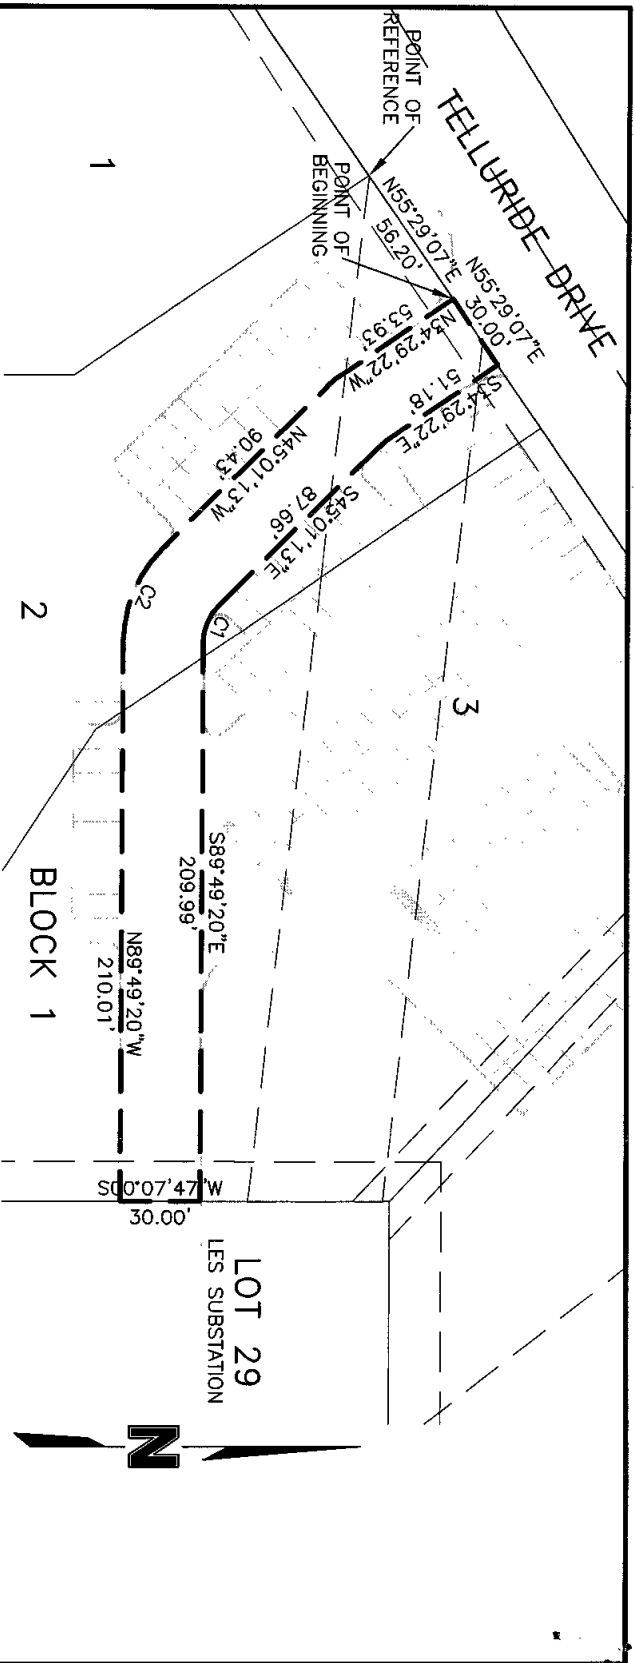 TELLURIDE DRIVE
POINT OF
REFERENCE
N55°29'07"E
56.20'
POINT OF
BEGINNING
N55°29'07"E
30.00'
N34°29'22"W
53.93'
S34°29'22"E
51.18'
N45°01'13"W
90.43'
S45°01'13"E
87.66'
C2
C1
1
2
3
S89°49'20"E
209.99'
N89°49'20"W
210.01'
BLOCK 1
S00°07'47"W
30.00'
LOT 29
LES SUBSTATION
N